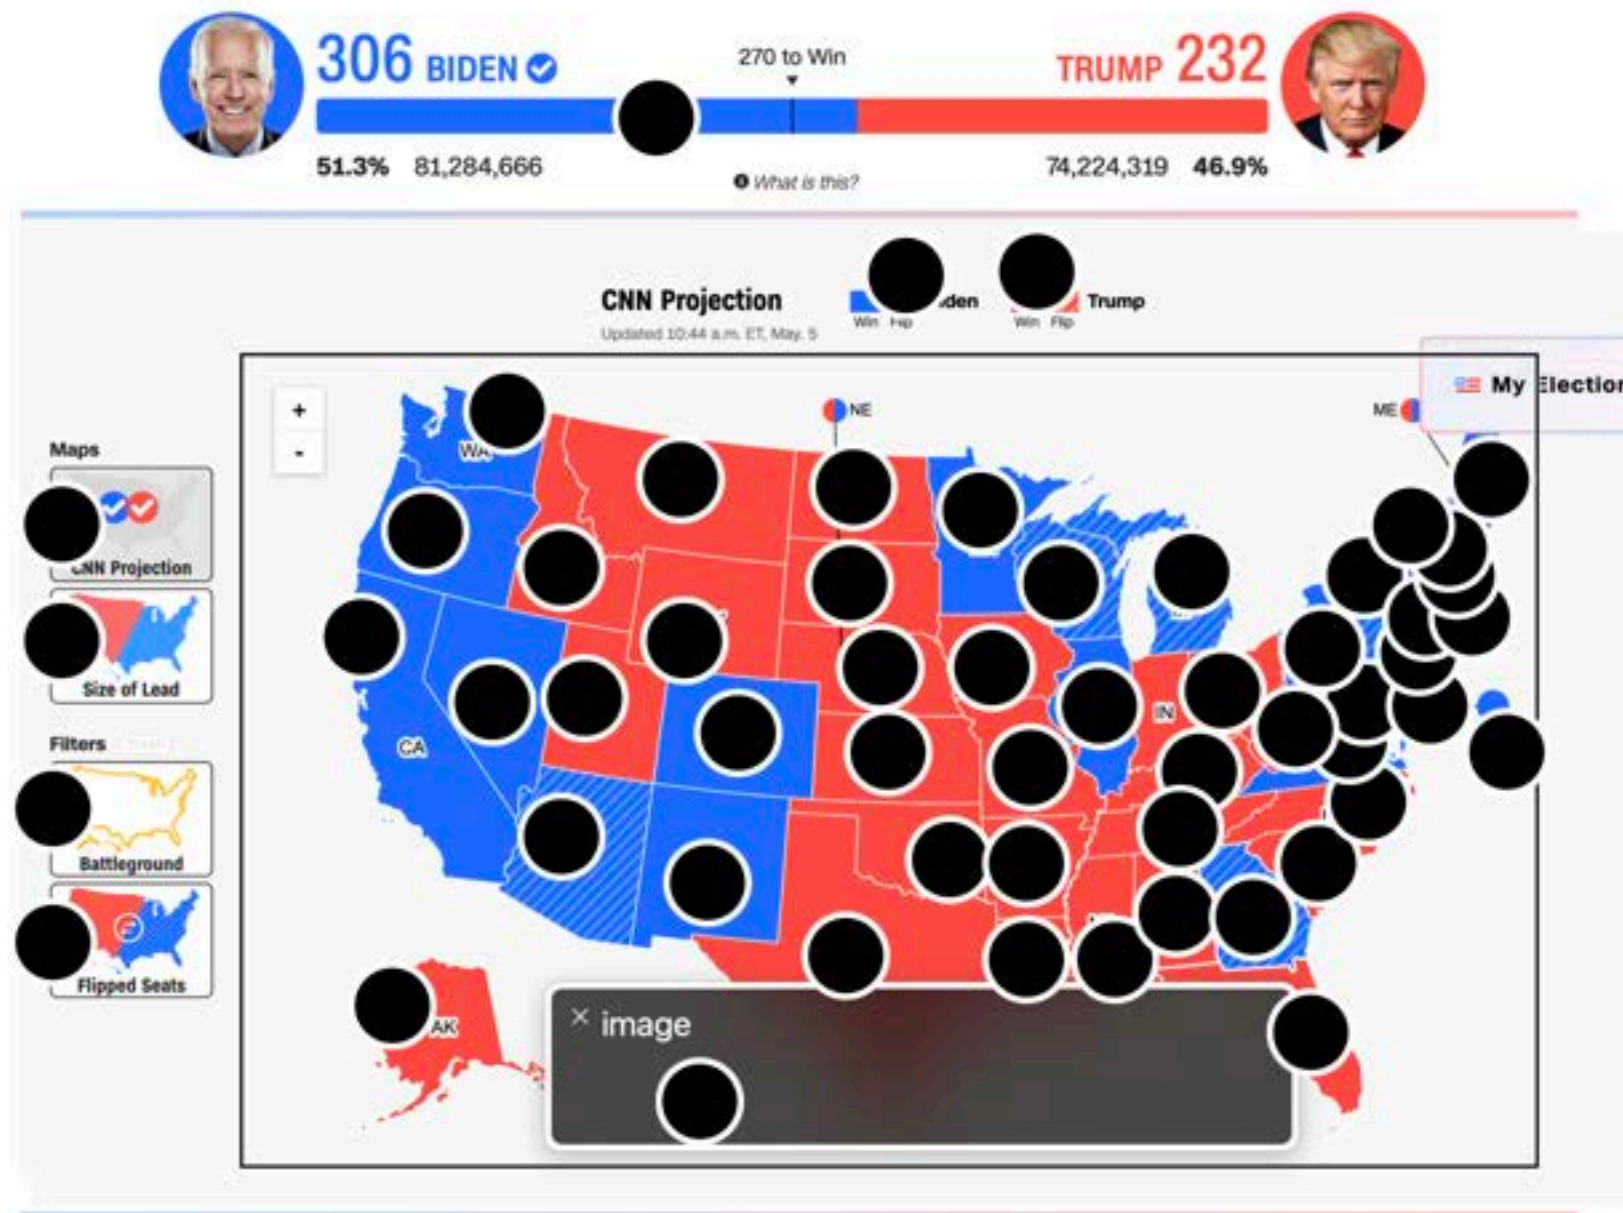 306 BIDEN
270 to Win
TRUMP 232
51.3% 81,284,666
What is this?
74,224,319 46.9%
CNN Projection
Updated 10:44 a.m. ET, May. 5
den
Win Flip
Trump
Win Flip
My Election
+
-
NE
ME
WA
CA
IN
AK
Maps
CNN Projection
Size of Lead
Filters
Battleground
Flipped Seats
× image